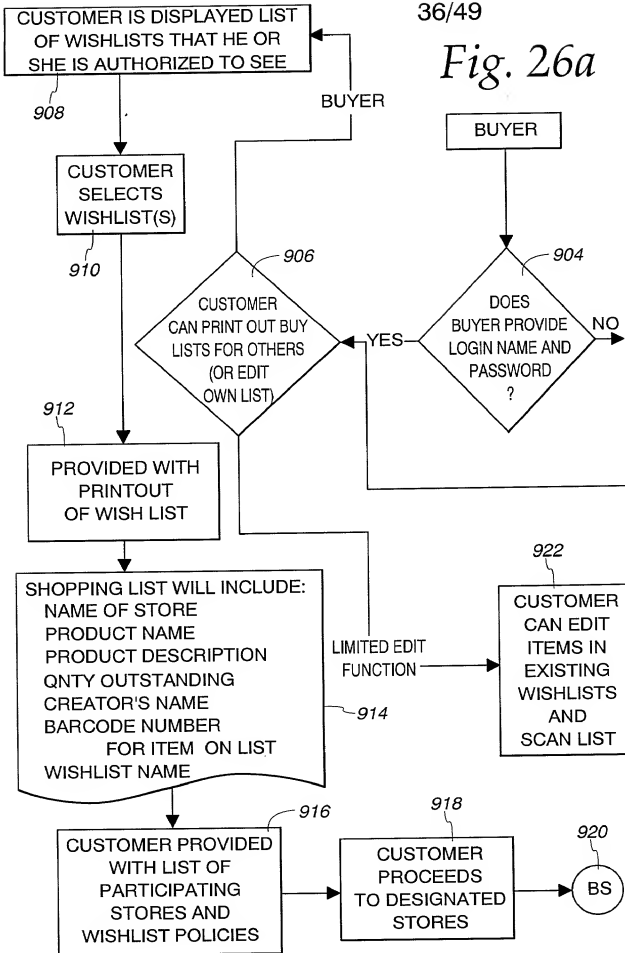 36/49
Fig. 26a
CUSTOMER IS DISPLAYED LIST
OF WISHLISTS THAT HE OR
SHE IS AUTHORIZED TO SEE
908
BUYER
BUYER
CUSTOMER
SELECTS
WISHLIST(S)
910
906
CUSTOMER
CAN PRINT OUT BUY
LISTS FOR OTHERS
(OR EDIT
OWN LIST)
904
DOES
BUYER PROVIDE
LOGIN NAME AND
PASSWORD
?
YES
NO
912
PROVIDED WITH
PRINTOUT
OF WISH LIST
SHOPPING LIST WILL INCLUDE:
NAME OF STORE
PRODUCT NAME
PRODUCT DESCRIPTION
QNTY OUTSTANDING
CREATOR'S NAME
BARCODE NUMBER
FOR ITEM ON LIST
WISHLIST NAME
914
LIMITED EDIT
FUNCTION
922
CUSTOMER
CAN EDIT
ITEMS IN
EXISTING
WISHLISTS
AND
SCAN LIST
916
CUSTOMER PROVIDED
WITH LIST OF
PARTICIPATING
STORES AND
WISHLIST POLICIES
918
CUSTOMER
PROCEEDS
TO DESIGNATED
STORES
920
BS